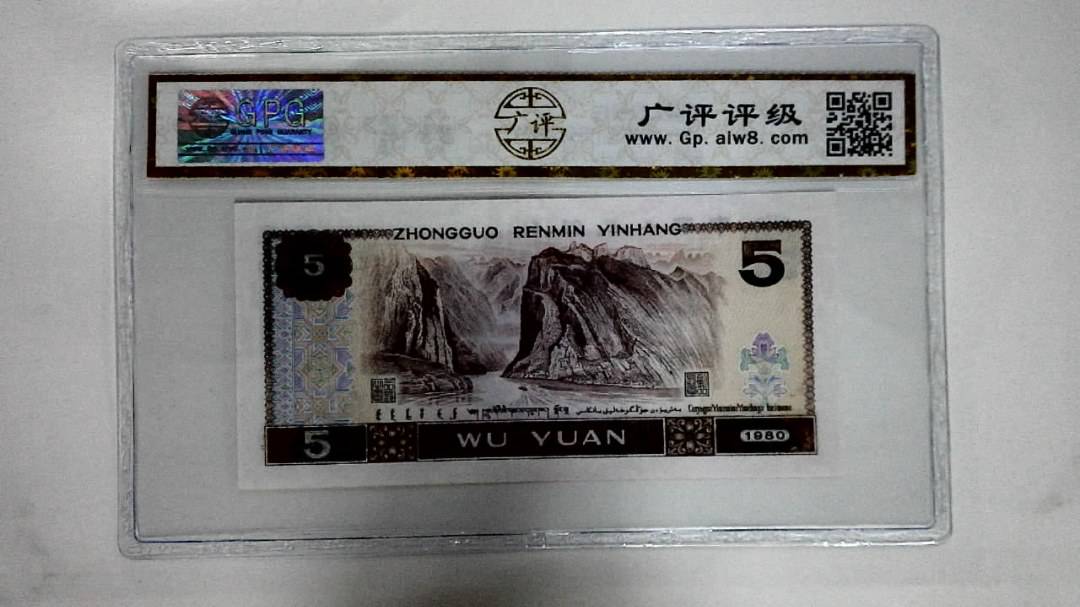 GPG
广评
广评评级
www. Gp. alw8. com
ZHONGGUO RENMIN YINHANG
5
5
5
WU YUAN
1980